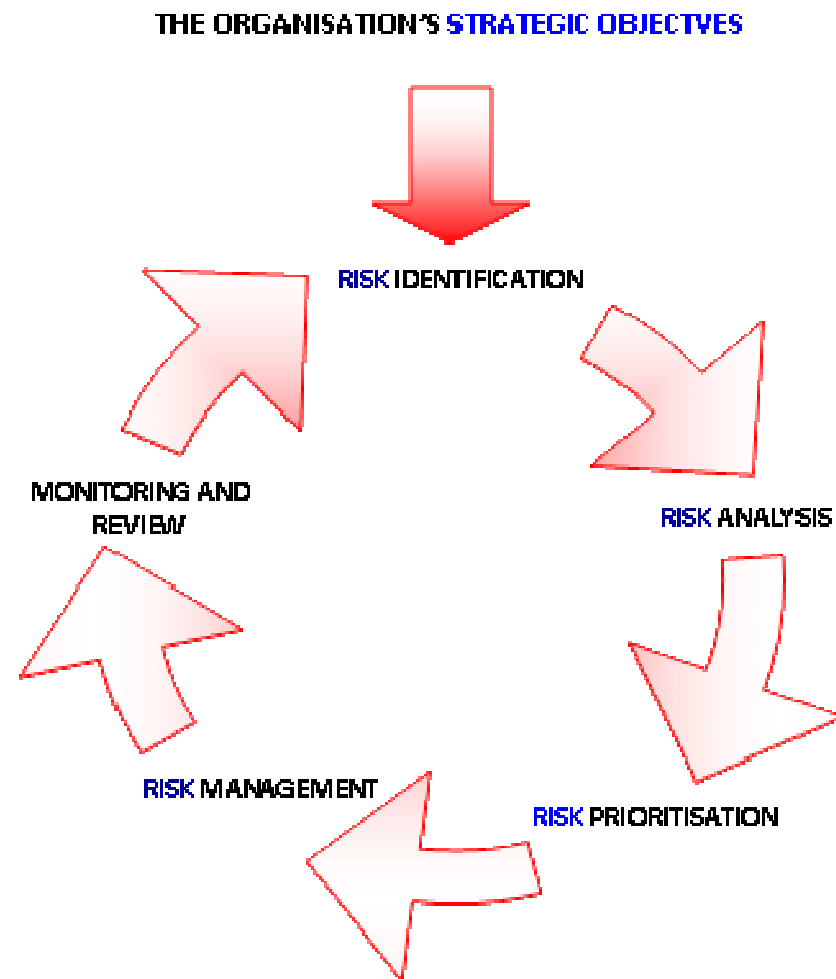 THE ORGANISATION'S STRATEGIC OBJECTVES
RISK IDENTIFICATION
RISK ANALYSIS
RISK PRIORITISATION
RISK MANAGEMENT
MONITORING AND
REVIEW